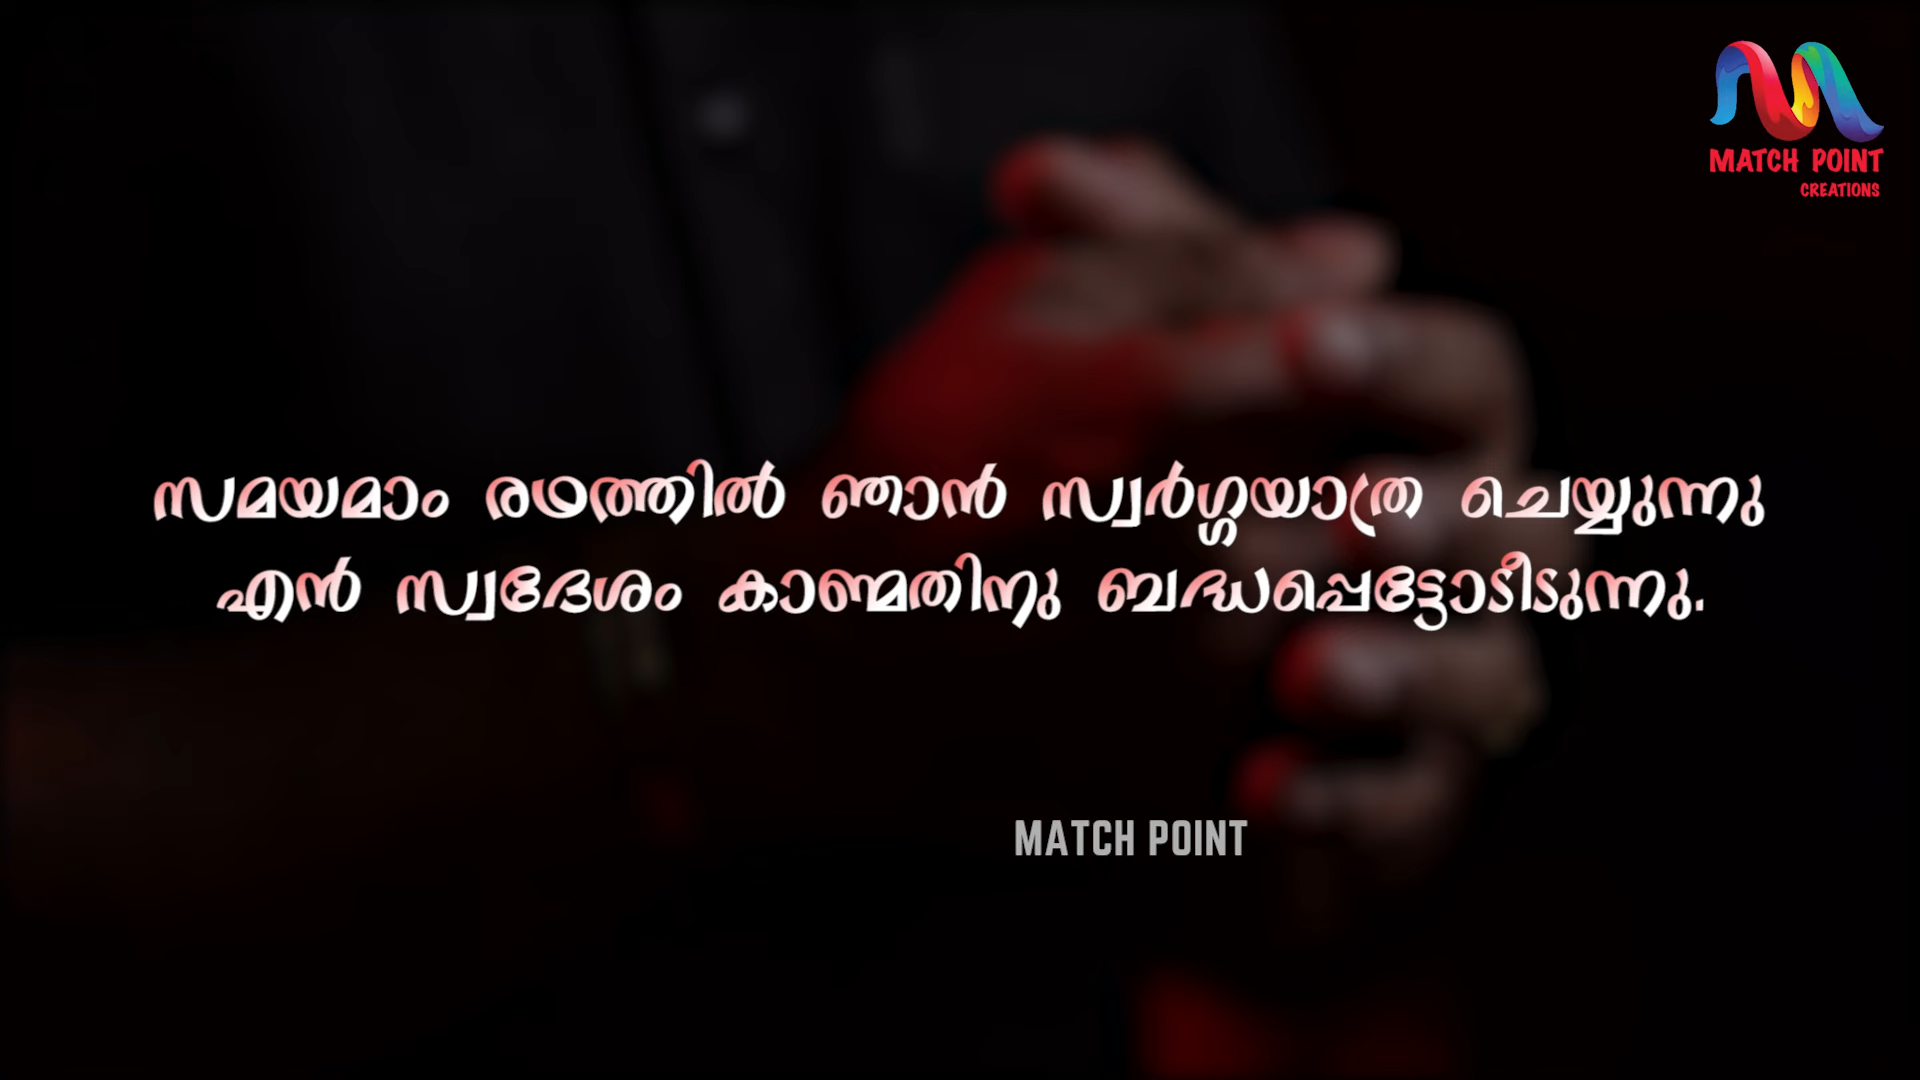 MATCH POINT
CREATIONS
സമയമാം രഥത്തിൽ ഞാൻ സ്വർഗ്ഗയാത്ര ചെയ്യുന്നു
എൻ സ്വദേശം കാണ്മതിനു ബദ്ധപ്പെട്ടോടീടുന്നു.
MATCH POINT